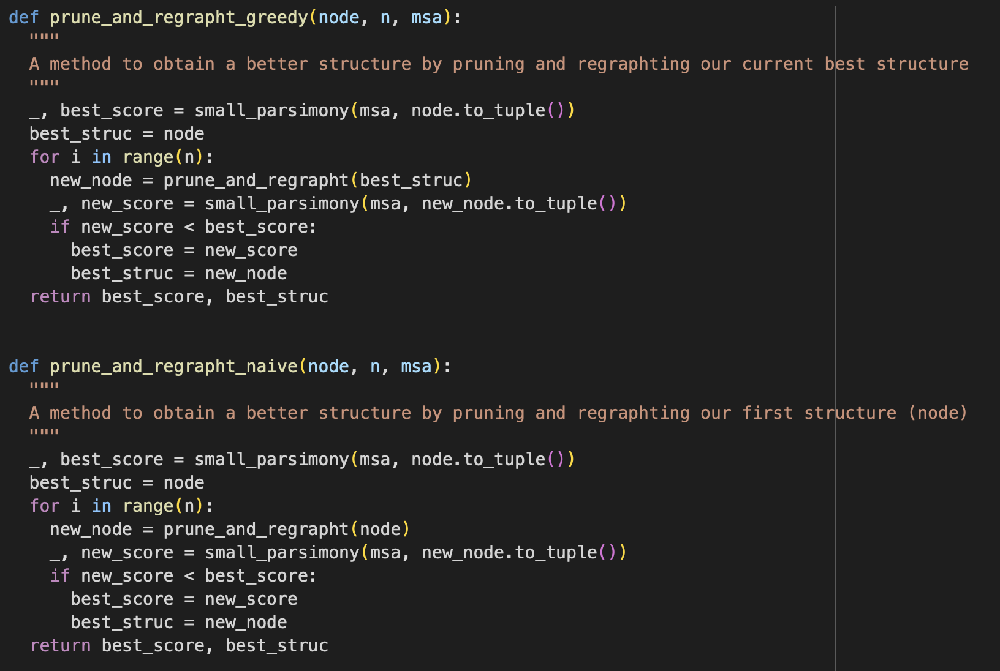 def prune_and_regrapht_greedy(node, n, msa):
  """
  A method to obtain a better structure by pruning and regraphting our current best structure
  """
  _, best_score = small_parsimony(msa, node.to_tuple())
  best_struc = node
  for i in range(n):
    new_node = prune_and_regrapht(best_struc)
    _, new_score = small_parsimony(msa, new_node.to_tuple())
    if new_score < best_score:
      best_score = new_score
      best_struc = new_node
  return best_score, best_struc
def prune_and_regrapht_naive(node, n, msa):
  """
  A method to obtain a better structure by pruning and regraphting our first structure (node)
  """
  _, best_score = small_parsimony(msa, node.to_tuple())
  best_struc = node
  for i in range(n):
    new_node = prune_and_regrapht(node)
    _, new_score = small_parsimony(msa, new_node.to_tuple())
    if new_score < best_score:
      best_score = new_score
      best_struc = new_node
  return best_score, best_struc